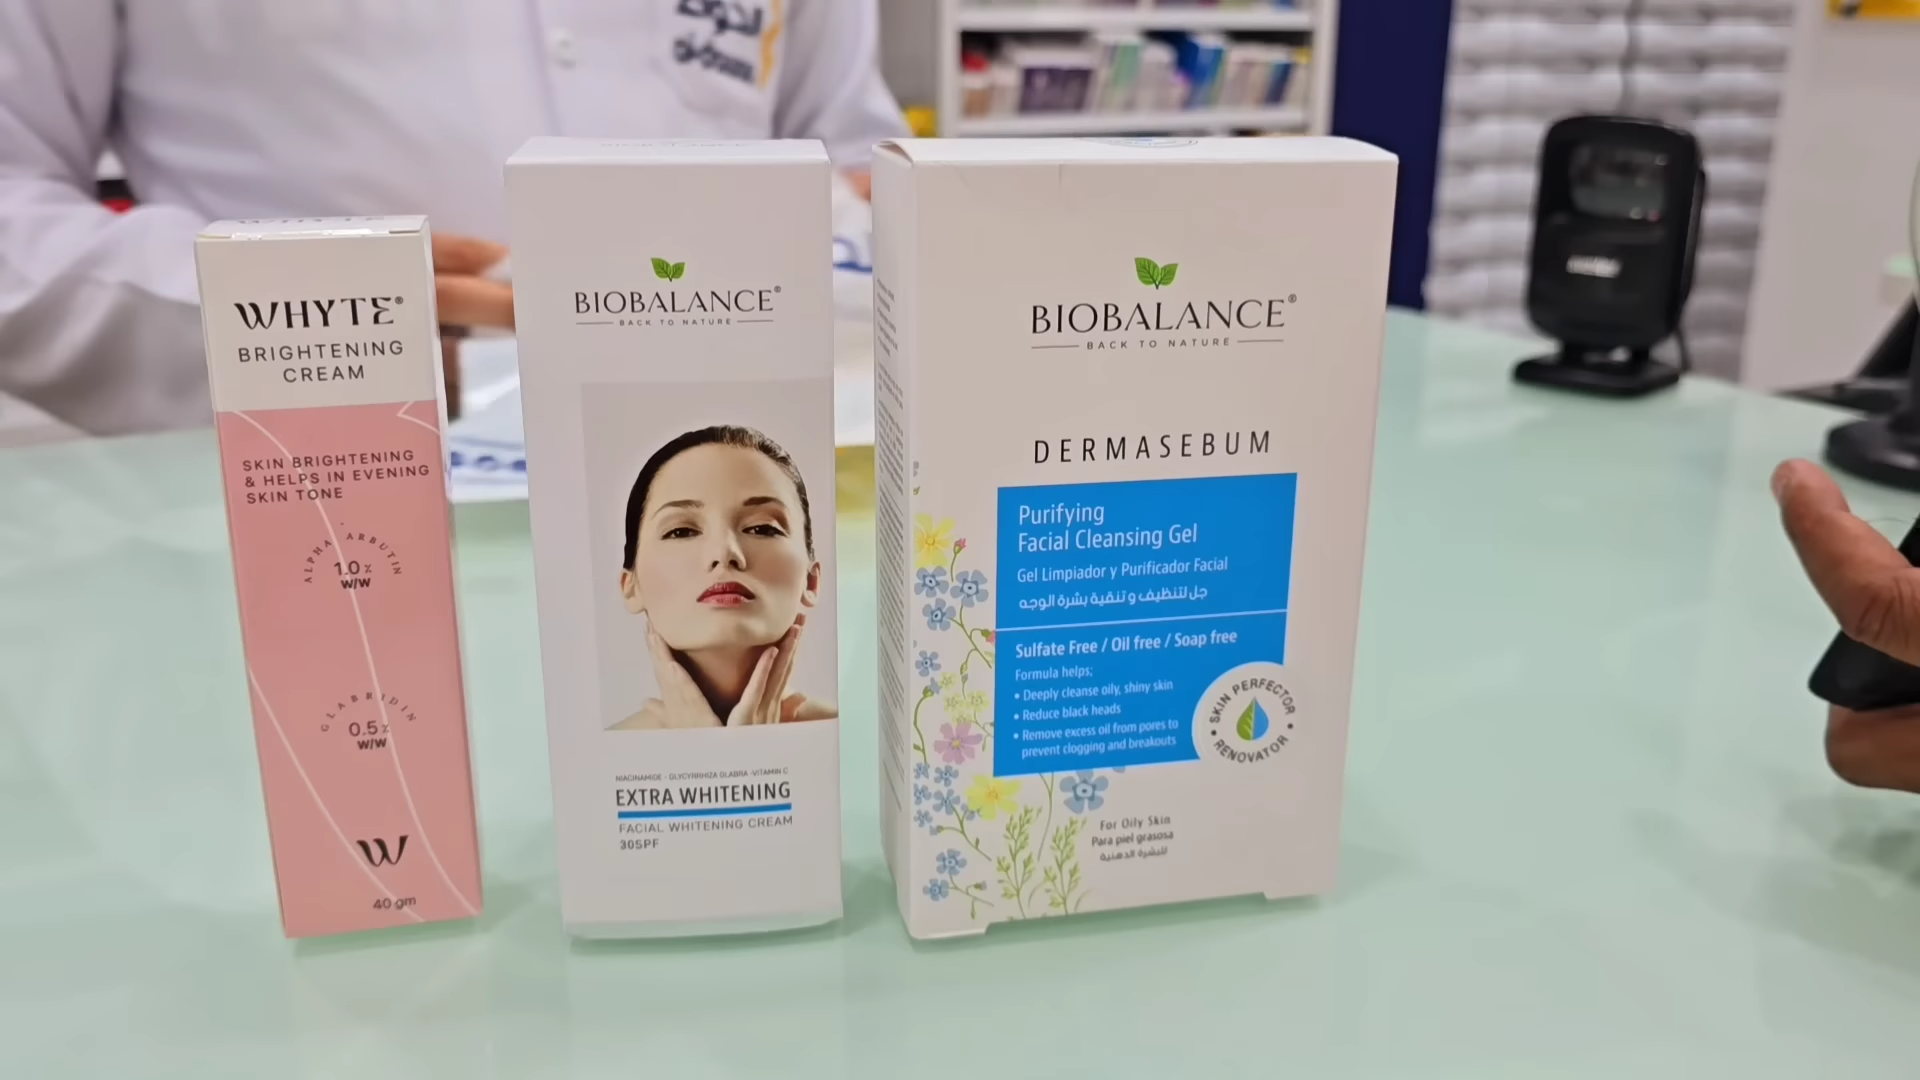 WHYTE®
BRIGHTENING
CREAM
SKIN BRIGHTENING
& HELPS IN EVENING
SKIN TONE
ALPHA ARBUTIN
1.0%
W/W
GLABRIDIN
0.5%
W/W
W
40 gm
BIOBALANCE®
BACK TO NATURE
NIACINAMIDE - GLYCYRRHIZA GLABRA - VITAMIN C
EXTRA WHITENING
FACIAL WHITENING CREAM
30SPF
BIOBALANCE®
BACK TO NATURE
DERMASEBUM
Purifying
Facial Cleansing Gel
Gel Limpiador y Purificador Facial
جل لتنظيف و تنقية بشرة الوجه
Sulfate Free / Oil free / Soap free
Formula helps:
• Deeply cleanse oily, shiny skin
• Reduce black heads
• Remove excess oil from pores to
prevent clogging and breakouts
SKIN PERFECTOR
• RENOVATOR •
For Oily Skin
Para piel grasosa
للبشرة الدهنية